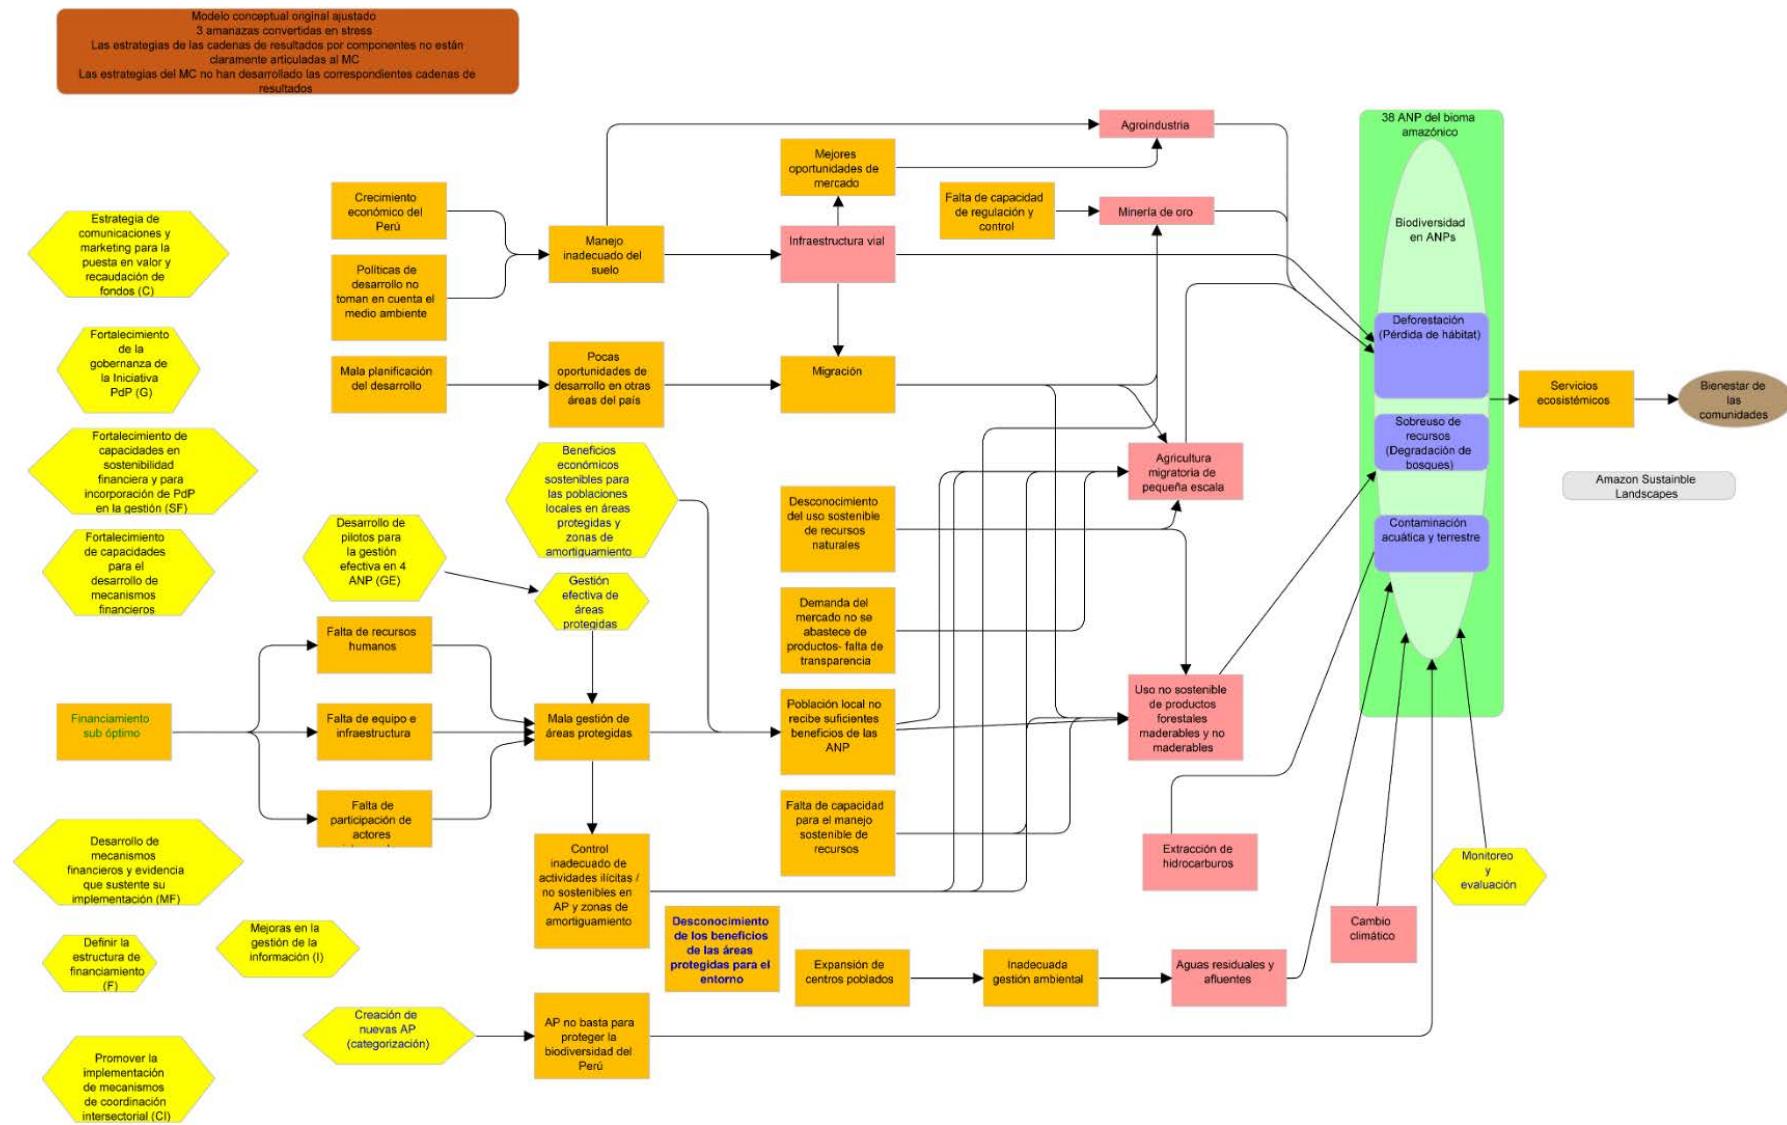 Modelo conceptual original ajustado
3 amanazas convertidas en stress
Las estrategias de las cadenas de resultados por componentes no están
claramente articuladas al MC
Las estrategias del MC no han desarrollado las correspondientes cadenas de
resultados
Estrategia de
comunicaciones y
marketing para la
puesta en valor y
recaudación de
fondos (C)
Fortalecimiento
de la
gobernanza de
la Iniciativa
PdP (G)
Fortalecimiento de
capacidades en
sostenibilidad
financiera y para
incorporación de PdP
en la gestión (SF)
Fortalecimiento
de capacidades
para el
desarrollo de
mecanismos
financieros
Financiamiento
sub óptimo
Desarrollo de
mecanismos
financieros y evidencia
que sustente su
implementación (MF)
Definir la
estructura de
financiamiento
(F)
Mejoras en la
gestión de la
información (I)
Promover la
implementación
de mecanismos
de coordinación
intersectorial (CI)
Crecimiento
económico del
Perú
Políticas de
desarrollo no
toman en cuenta el
medio ambiente
Mala planificación
del desarrollo
Desarrollo de
pilotos para
la gestión
efectiva en 4
ANP (GE)
Falta de recursos
humanos
Falta de equipo e
infraestructura
Falta de
participación de
actores
Creación de
nuevas AP
(categorización)
Manejo
inadecuado del
suelo
Pocas
oportunidades de
desarrollo en otras
áreas del país
Beneficios
económicos
sostenibles para
las poblaciones
locales en áreas
protegidas y
zonas de
amortiguamiento
Gestión
efectiva de
áreas
protegidas
Mala gestión de
áreas protegidas
Control
inadecuado de
actividades ilícitas /
no sostenibles en
AP y zonas de
amortiguamiento
AP no basta para
proteger la
biodiversidad del
Perú
Desconocimiento
de los beneficios
de las áreas
protegidas para el
entorno
Mejores
oportunidades de
mercado
Infraestructura vial
Migración
Desconocimiento
del uso sostenible
de recursos
naturales
Demanda del
mercado no se
abastece de
productos- falta de
transparencia
Población local no
recibe suficientes
beneficios de las
ANP
Falta de capacidad
para el manejo
sostenible de
recursos
Expansión de
centros poblados
Falta de capacidad
de regulación y
control
Inadecuada
gestión ambiental
Agroindustria
Minería de oro
Agricultura
migratoria de
pequeña escala
Uso no sostenible
de productos
forestales
maderables y no
maderables
Extracción de
hidrocarburos
Aguas residuales y
afluentes
Cambio
climático
Monitoreo
y
evaluación
38 ANP del bioma
amazónico
Biodiversidad
en ANPs
Deforestación
(Pérdida de hábitat)
Sobreuso de
recursos
(Degradación de
bosques)
Contaminación
acuática y terrestre
Servicios
ecosistémicos
Bienestar de
las
comunidades
Amazon Sustainble
Landscapes